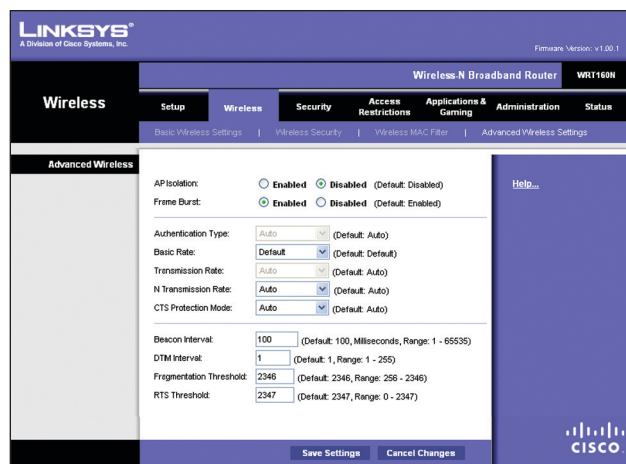 LINKSYS®
A Division of Cisco Systems, Inc.
Firmware Version: v1.00.1
Wireless-N Broadband Router WRT160N
Wireless
Setup Wireless Security Access Restrictions Applications & Gaming Administration Status
Basic Wireless Settings | Wireless Security | Wireless MAC Filter | Advanced Wireless Settings
Advanced Wireless
AP Isolation: Enabled Disabled (Default: Disabled)
Help...
Frame Burst: Enabled Disabled (Default: Enabled)
Authentication Type: Auto (Default: Auto)
Basic Rate: Default (Default: Default)
Transmission Rate: Auto (Default: Auto)
N Transmission Rate: Auto (Default: Auto)
CTS Protection Mode: Auto (Default: Auto)
Beacon Interval: 100 (Default: 100, Milliseconds, Range: 1 - 65535)
DTIM Interval: 1 (Default: 1, Range: 1 - 255)
Fragmentation Threshold: 2346 (Default: 2346, Range: 256 - 2346)
RTS Threshold: 2347 (Default: 2347, Range: 0 - 2347)
Save Settings Cancel Changes
CISCO.